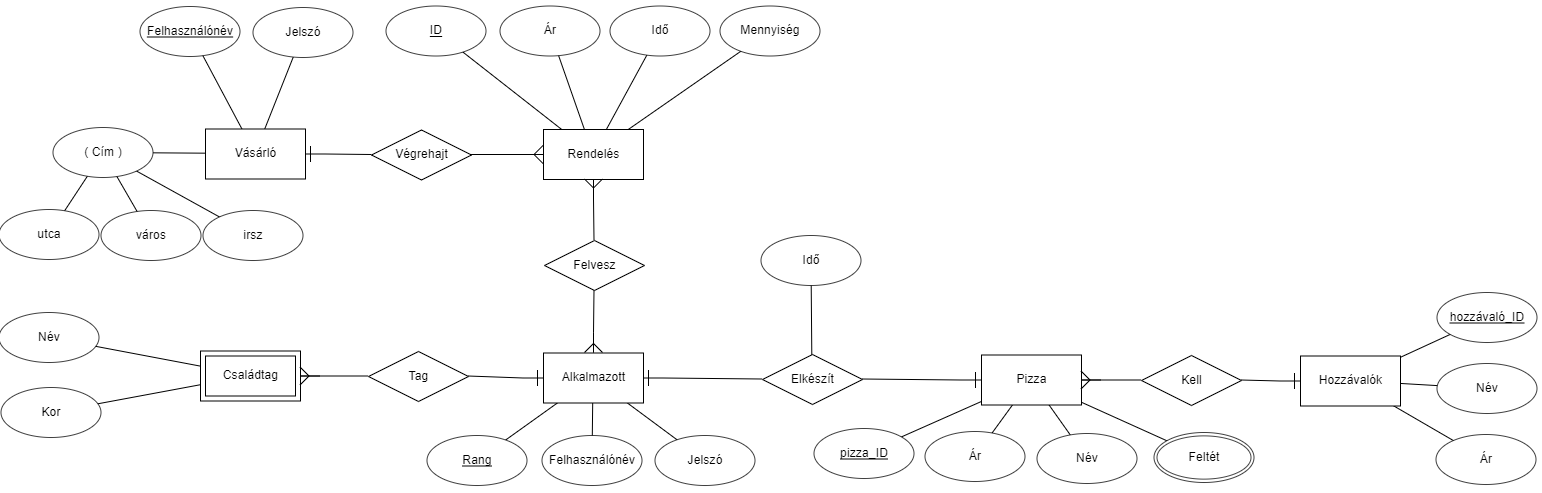 Felhasználónév
Jelszó
ID
Ár
Idő
Mennyiség
( Cím )
Vásárló
Végrehajt
Rendelés
utca
város
irsz
Felvesz
Idő
Név
Családtag
Kor
Tag
Alkalmazott
Elkészít
Pizza
Kell
Hozzávalók
hozzávaló_ID
Név
Ár
Rang
Felhasználónév
Jelszó
pizza_ID
Ár
Név
Feltét